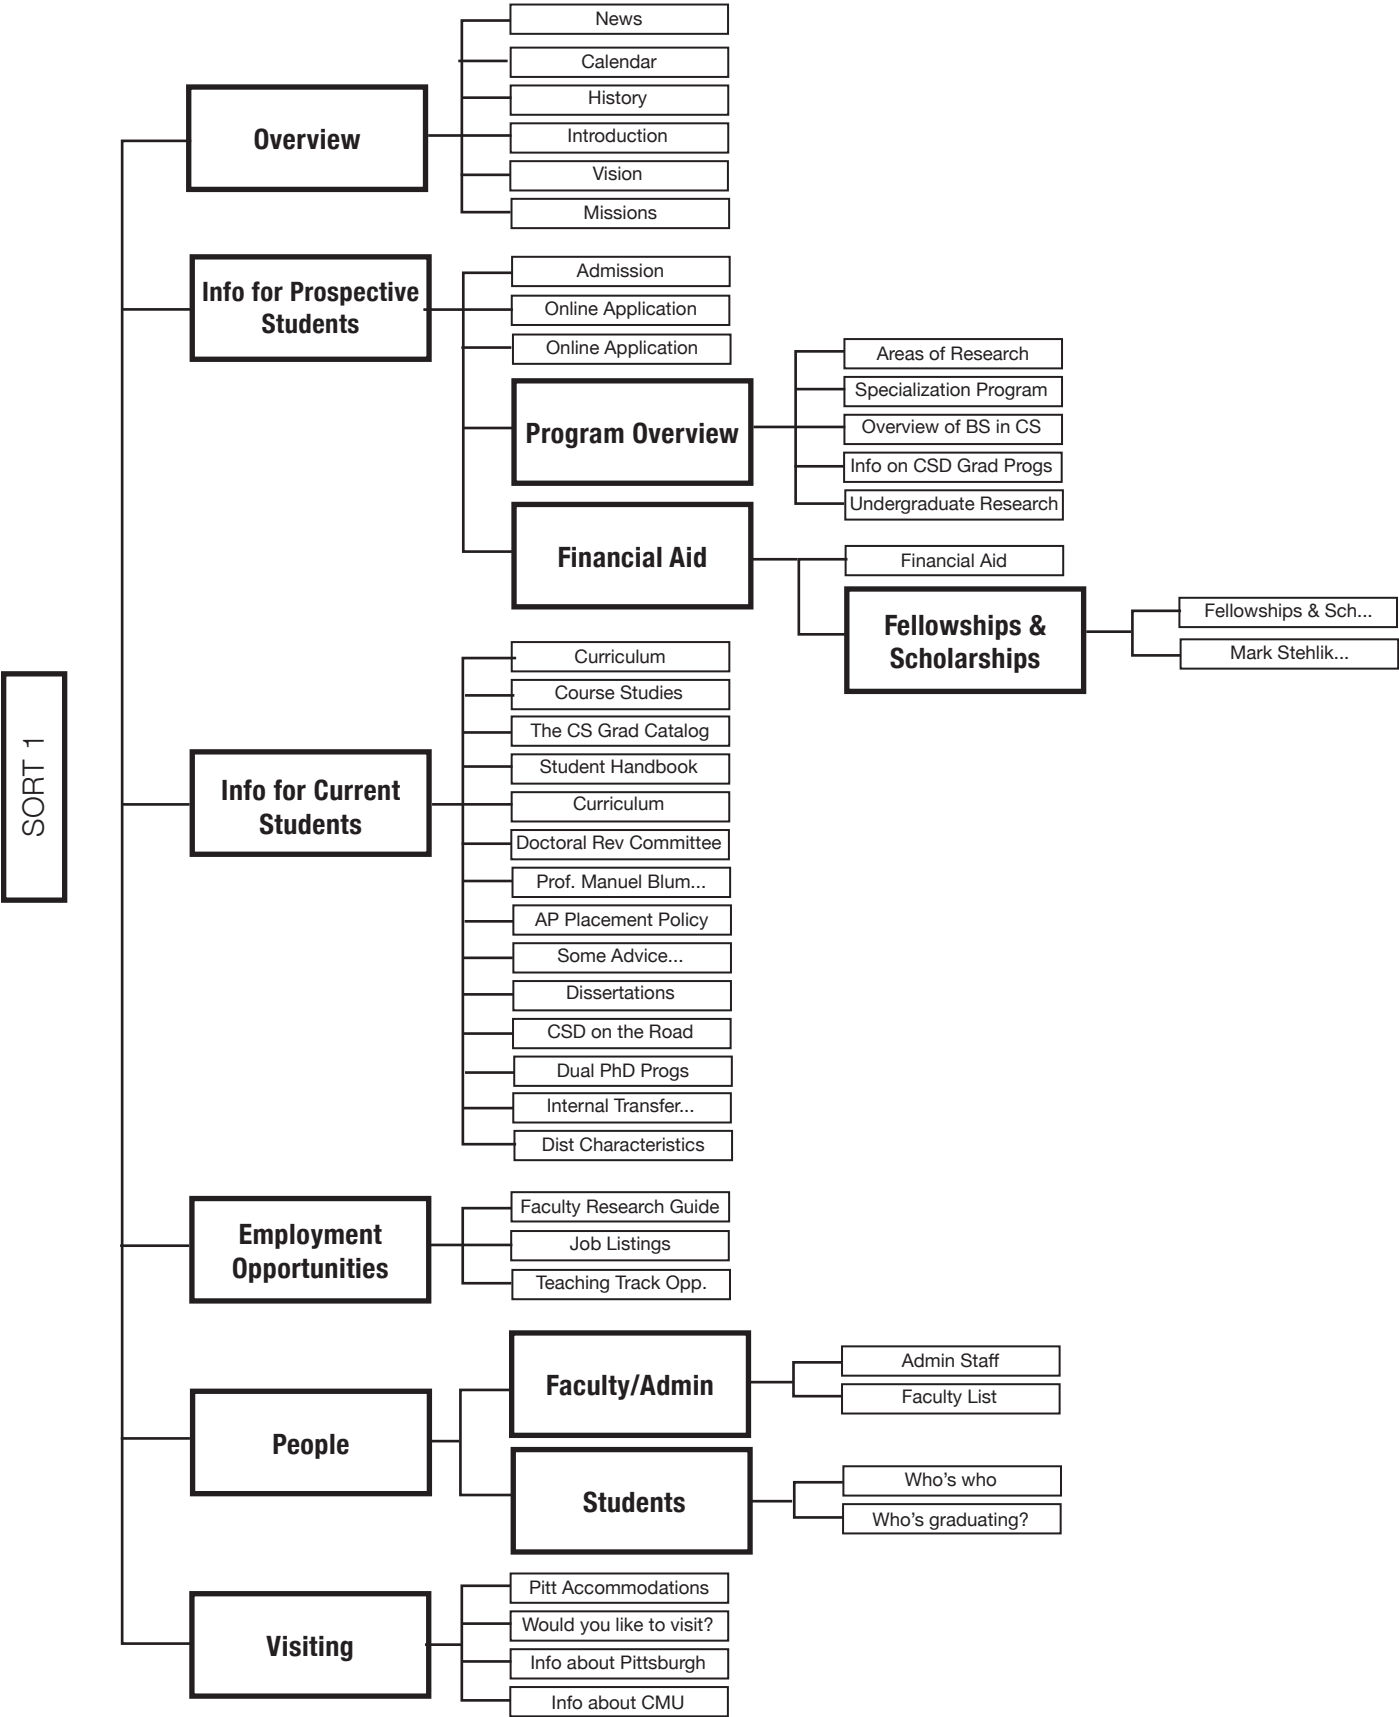 SORT 1
Overview
News
Calendar
History
Introduction
Vision
Missions
Info for Prospective
Students
Admission
Online Application
Online Application
Program Overview
Areas of Research
Specialization Program
Overview of BS in CS
Info on CSD Grad Progs
Undergraduate Research
Financial Aid
Financial Aid
Fellowships &
Scholarships
Fellowships & Sch...
Mark Stehlik...
Info for Current
Students
Curriculum
Course Studies
The CS Grad Catalog
Student Handbook
Curriculum
Doctoral Rev Committee
Prof. Manuel Blum...
AP Placement Policy
Some Advice...
Dissertations
CSD on the Road
Dual PhD Progs
Internal Transfer...
Dist Characteristics
Employment
Opportunities
Faculty Research Guide
Job Listings
Teaching Track Opp.
People
Faculty/Admin
Admin Staff
Faculty List
Students
Who's who
Who's graduating?
Visiting
Pitt Accommodations
Would you like to visit?
Info about Pittsburgh
Info about CMU